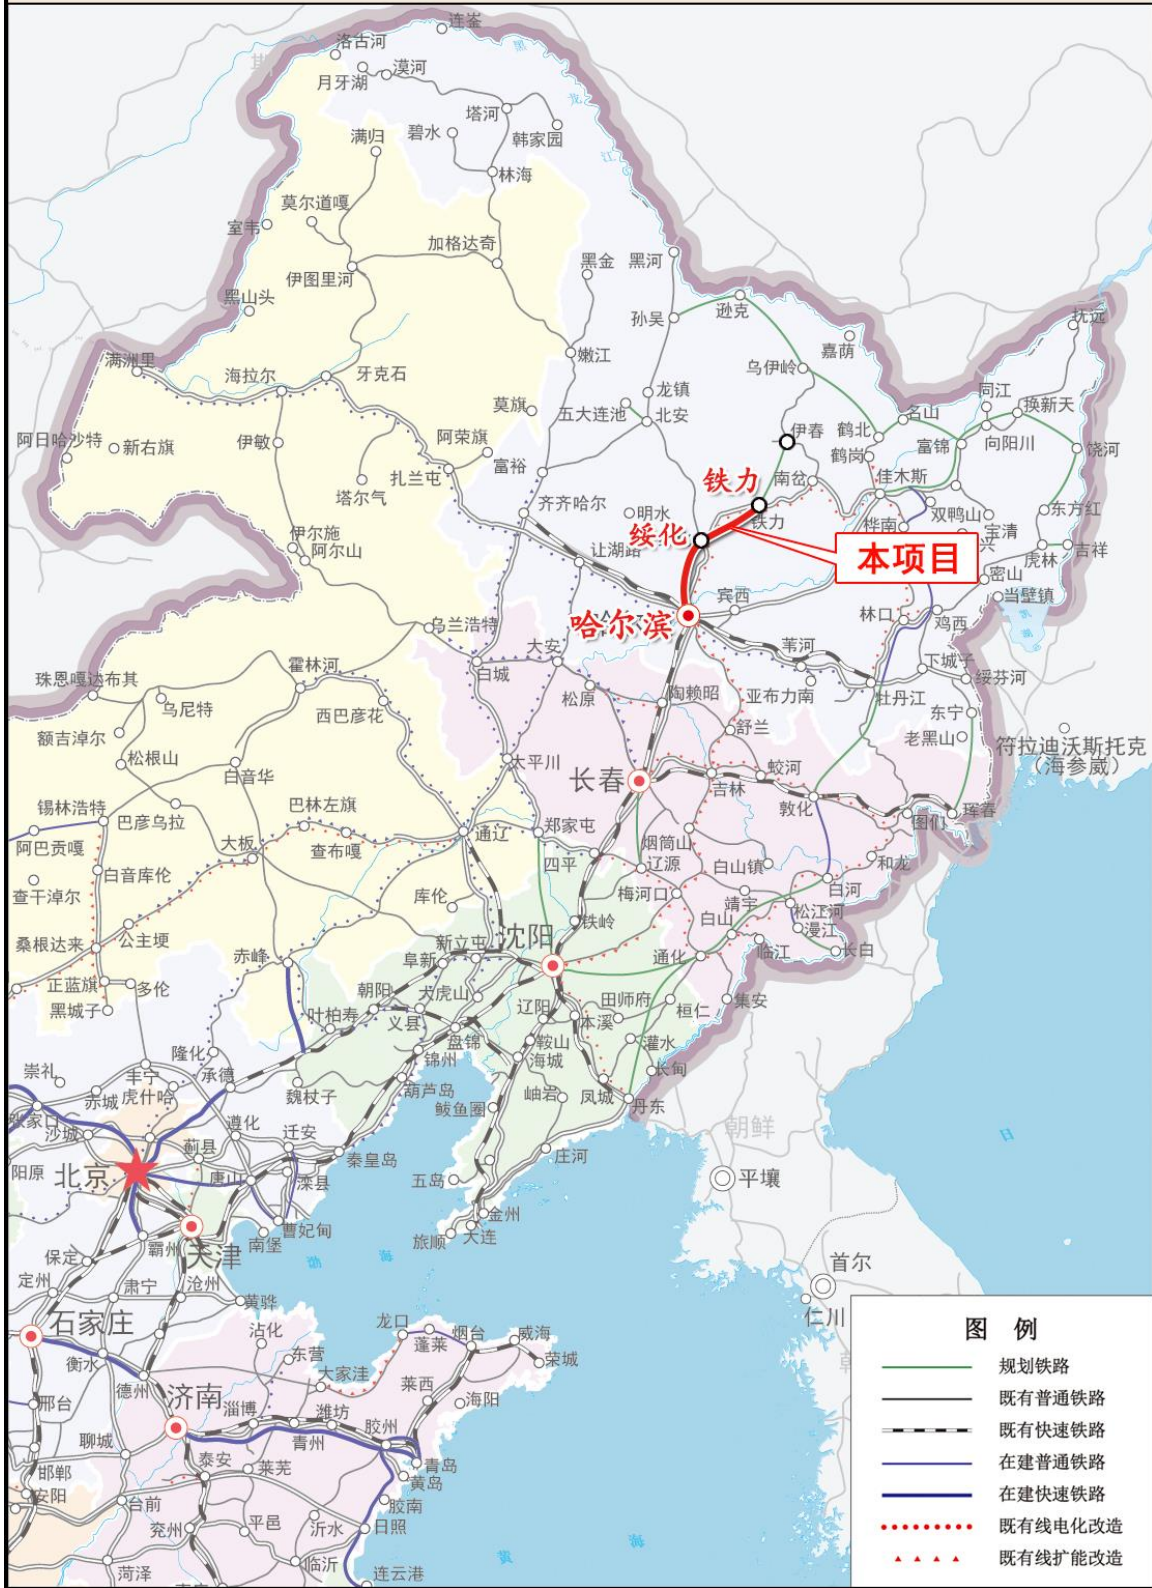 连崟
洛古河
月牙湖
漠河
塔河
韩家园
碧水
满归
林海
莫尔道嘎
室韦
加格达奇
黑金
黑河
伊图里河
黑山头
孙吴
逊克
抚远
嘉荫
满洲里
海拉尔
牙克石
嫩江
乌伊岭
龙镇
同江
换新天
莫旗
五大连池
北安
名山
阿日哈沙特
新右旗
伊敏
阿荣旗
伊春
鹤北
鹤岗
富锦
向阳川
饶河
扎兰屯
富裕
铁力
南岔
佳木斯
塔尔气
齐齐哈尔
明水
铁力
双鸭山
宝清
东方红
桦南
兴
伊尔施
阿尔山
绥化
让湖路
本项目
虎林
吉祥
密山
当壁镇
宾西
哈尔滨
林口
鸡西
乌兰浩特
苇河
下城子
绥芬河
霍林河
白城
大安
珠恩嘎达布其
乌尼特
西巴彦花
松原
陶赖昭
亚布力南
牡丹江
东宁
额吉淖尔
舒兰
老黑山
符拉迪沃斯托克
（海参崴）
松根山
白音华
太平川
长春
吉林
蛟河
敦化
锡林浩特
巴彦乌拉
巴林左旗
图们
珲春
阿巴贡嘎
大板
查布嘎
通辽
郑家屯
烟筒山
四平
辽源
白山镇
和龙
查干淖尔
白音库伦
库伦
梅河口
靖宇
白河
松江河
漫江
桑根达来
公主埂
铁岭
白山
赤峰
新立屯
沈阳
通化
临江
长白
正蓝旗
多伦
阜新
黑城子
朝阳
大虎山
辽阳
田师府
桓仁
集安
叶柏寿
义县
本溪
盘锦
鞍山
灌水
隆化
锦州
海城
长甸
崇礼
丰宁
承德
虎什哈
赤城
魏杖子
葫芦岛
鲅鱼圈
岫岩
凤城
丹东
张家口
沙城
遵化
迁安
朝鲜
日
蓟县
秦皇岛
庄河
阳原
北京
唐山
滦县
五岛
平壤
金州
曹妃甸
南堡
旅顺
大连
霸州
天津
保定
渤
海
首尔
定州
肃宁
沧州
黄骅
仁川
石家庄
沾化
龙口
蓬莱
烟台
威海
荣城
衡水
东营
大家洼
德州
济南
莱西
海阳
邢台
淄博
潍坊
胶州
聊城
青州
青岛
泰安
莱芜
黄岛
邯郸
安阳
台前
胶南
兖州
平邑
沂水
日照
菏泽
临沂
连云港
黄
海
图 例
规划铁路
既有普通铁路
既有快速铁路
在建普通铁路
在建快速铁路
既有线电化改造
既有线扩能改造